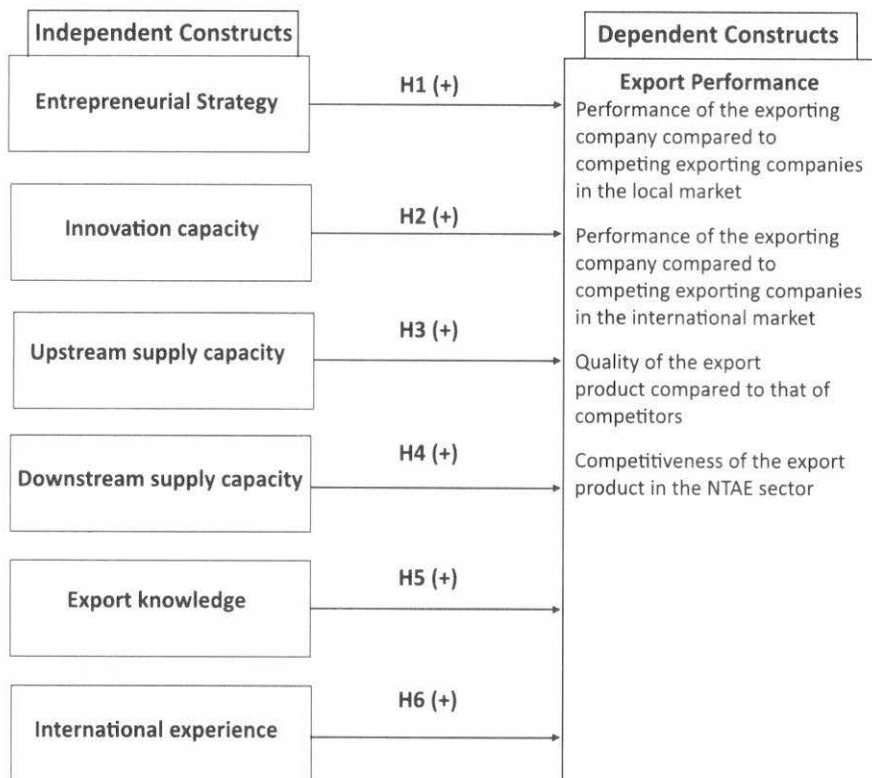 Independent Constructs
Entrepreneurial Strategy
Innovation capacity
Upstream supply capacity
Downstream supply capacity
Export knowledge
International experience
H1 (+)
H2 (+)
H3 (+)
H4 (+)
H5 (+)
H6 (+)
Dependent Constructs
Export Performance
Performance of the exporting
company compared to
competing exporting companies
in the local market
Performance of the exporting
company compared to
competing exporting companies
in the international market
Quality of the export
product compared to that of
competitors
Competitiveness of the export
product in the NTAE sector